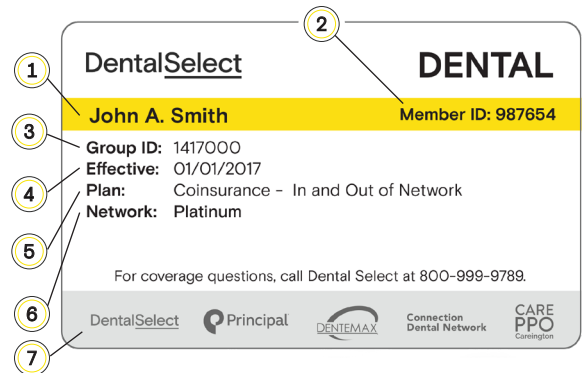 2
DentalSelect
DENTAL
1
John A. Smith
Member ID: 987654
3
Group ID: 1417000
Effective: 01/01/2017
4
Plan: Coinsurance - In and Out of Network
Network: Platinum
5
For coverage questions, call Dental Select at 800-999-9789.
6
DentalSelect
Principal
DENTEMAX
Connection
Dental Network
CARE
PPO
Careington
7